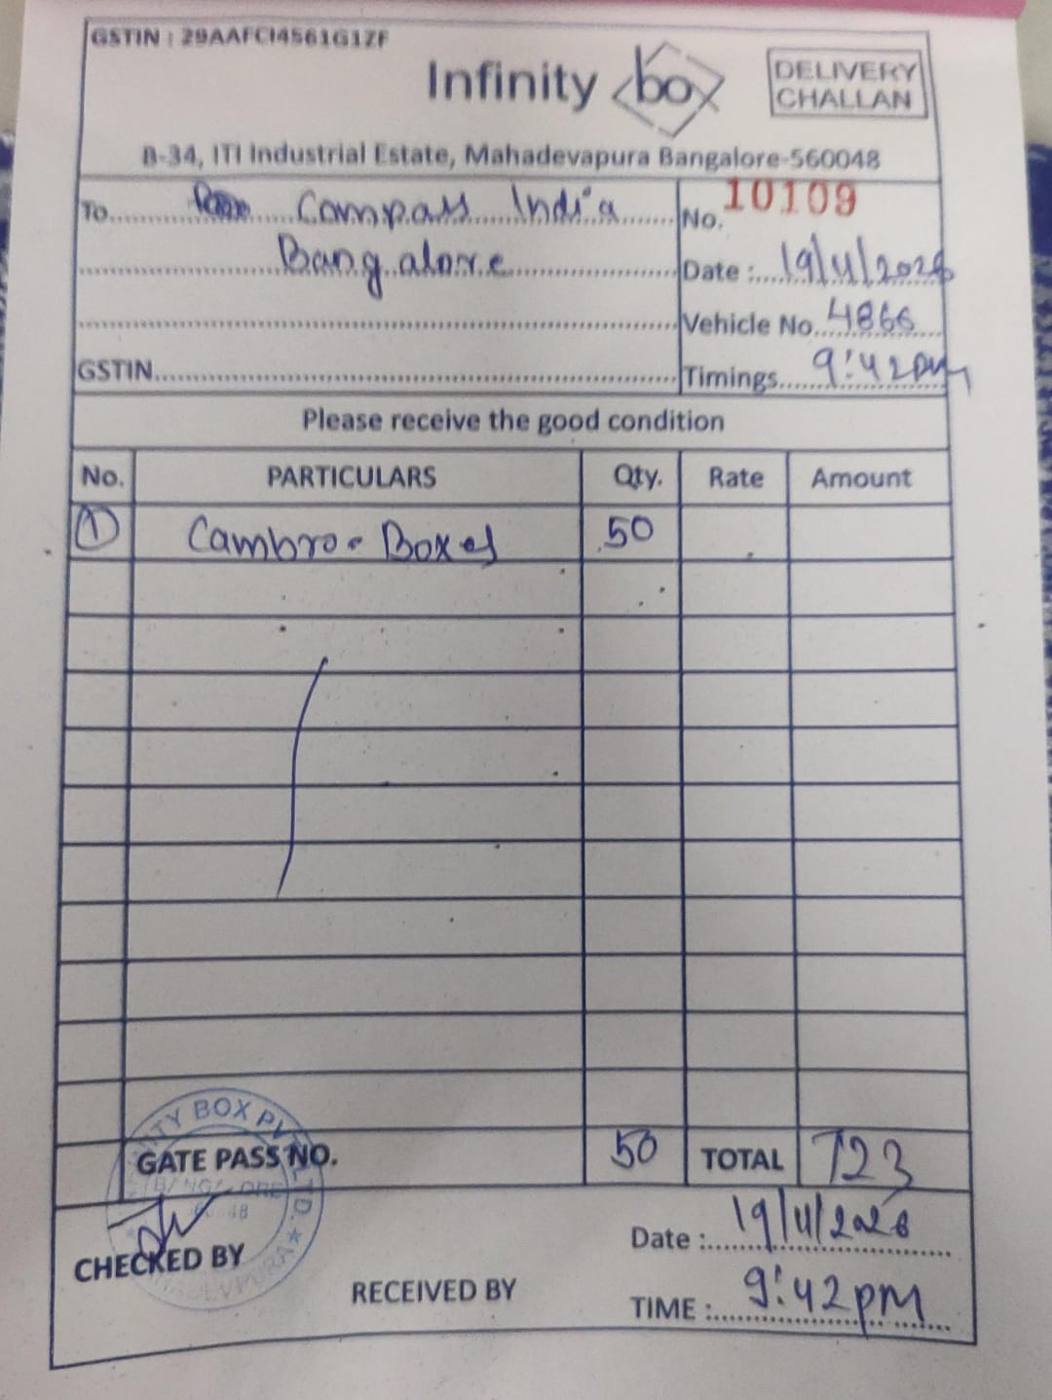 GSTIN : 29AAFCI4561G1ZF
Infinity box
DELIVERY
CHALLAN
B-34, ITI Industrial Estate, Mahadevapura Bangalore-560048
To Compass India
Bangalore
No. 10109
Date : 19/11/2026
Vehicle No. 4866
GSTIN
Timings 9:42pm
Please receive the good condition
No. PARTICULARS Qty. Rate Amount
1 Cambro-Boxes 50
GATE PASS NO. 50 TOTAL 723
CHECKED BY
RECEIVED BY
Date : 19/11/2026
TIME : 9:42pm